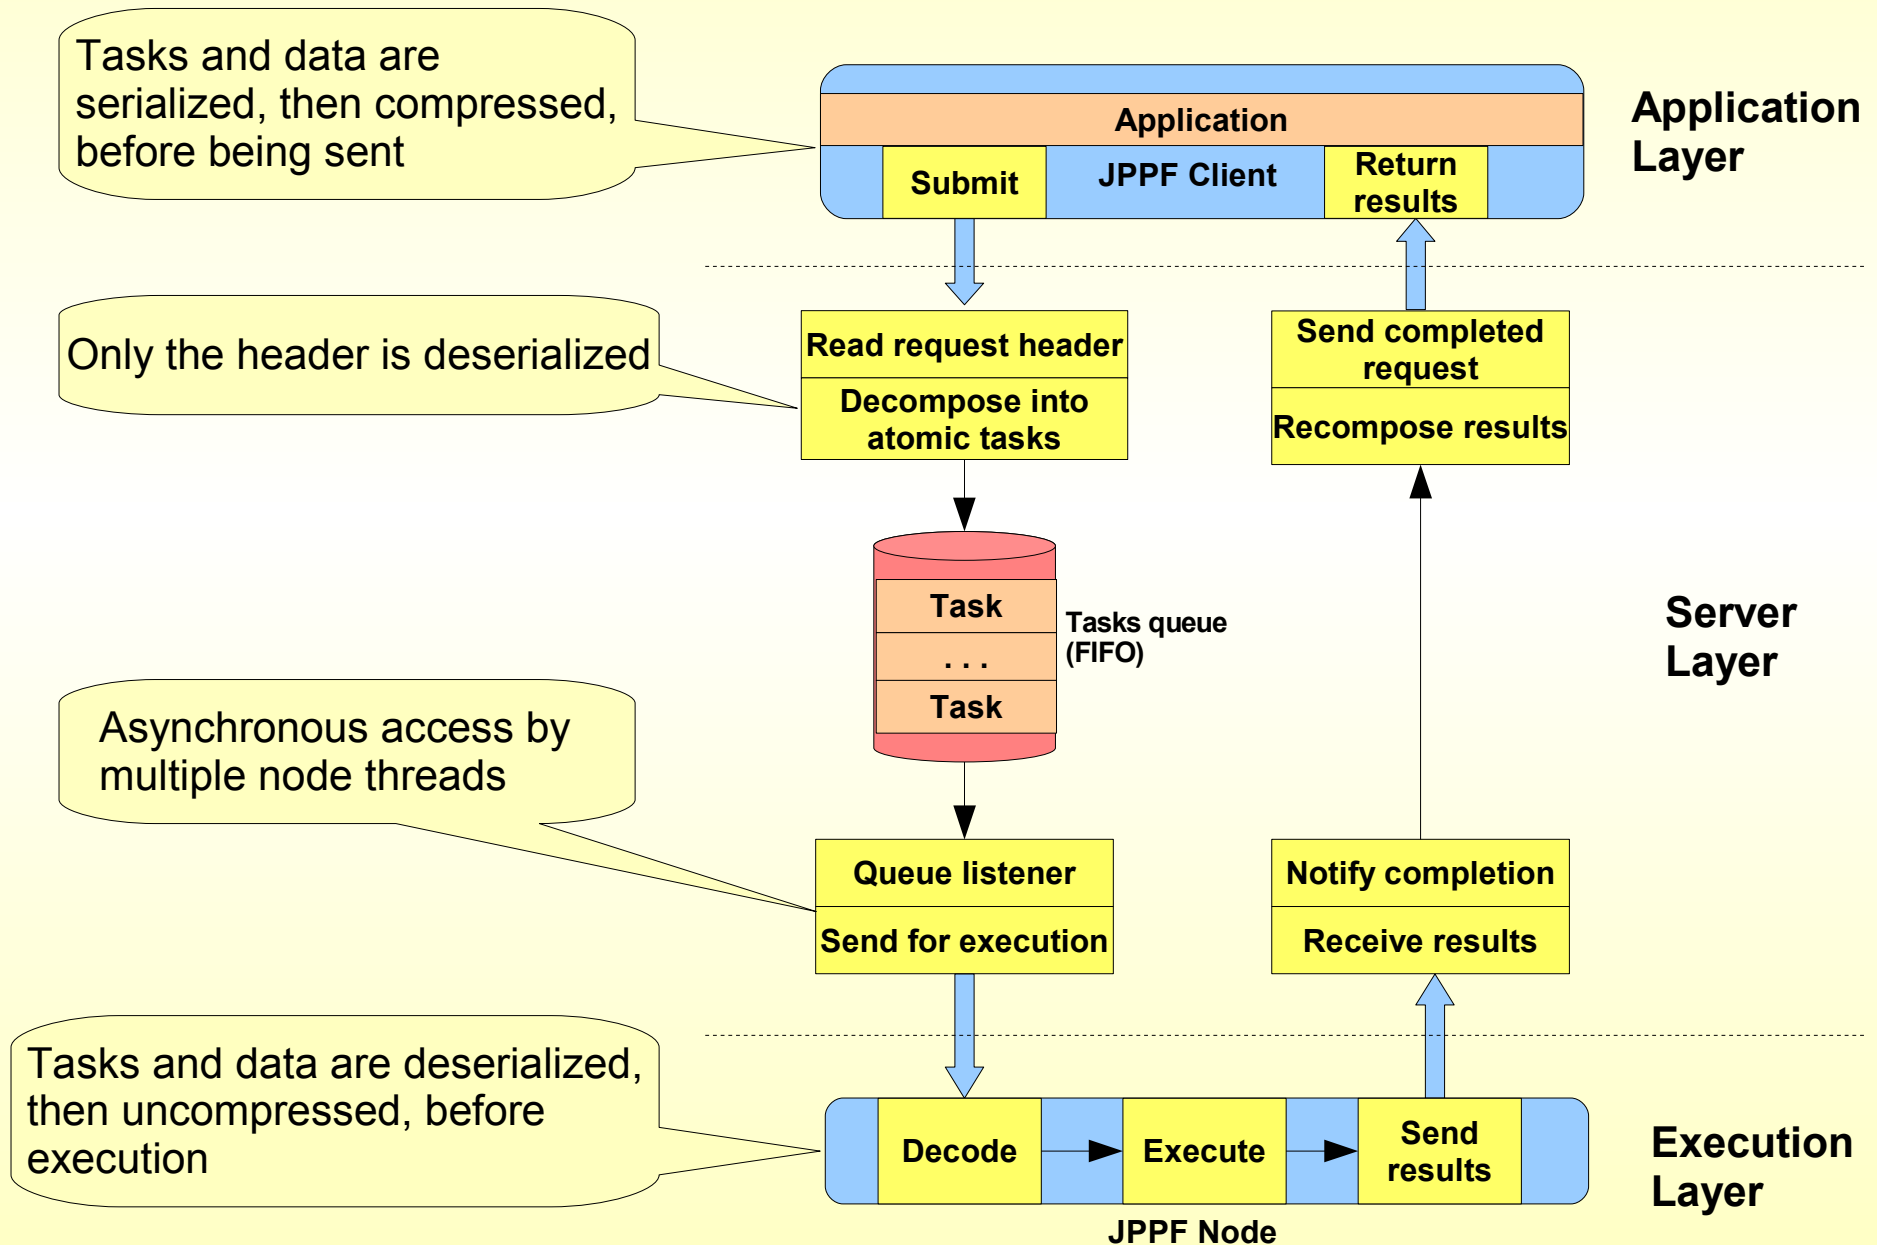 Tasks and data are
serialized, then compressed,
before being sent
Application
Submit
JPPF Client
Return
results
Application
Layer
Only the header is deserialized
Read request header
Decompose into
atomic tasks
Send completed
request
Recompose results
Task
. . .
Task
Tasks queue
(FIFO)
Server
Layer
Asynchronous access by
multiple node threads
Queue listener
Send for execution
Notify completion
Receive results
Tasks and data are deserialized,
then uncompressed, before
execution
Decode
Execute
Send
results
JPPF Node
Execution
Layer